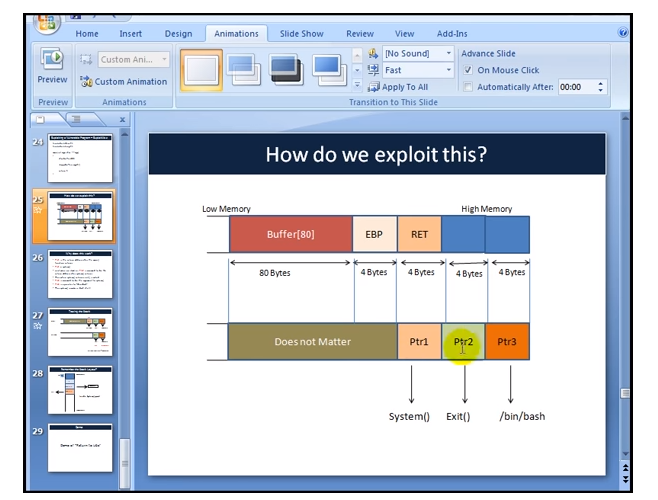 Home Insert Design Animations Slide Show Review View Add-Ins
Custom Ani...
[No Sound]
Advance Slide
Preview
Custom Animation
Fast
On Mouse Click
Apply To All
Automatically After: 00:00
Preview Animations Transition To This Slide
24
25
26
27
28
29
How do we exploit this?
Low Memory High Memory
Buffer[80] EBP RET
80 Bytes 4 Bytes 4 Bytes 4 Bytes 4 Bytes
Does not Matter Ptr1 Ptr2 Ptr3
System() Exit() /bin/bash